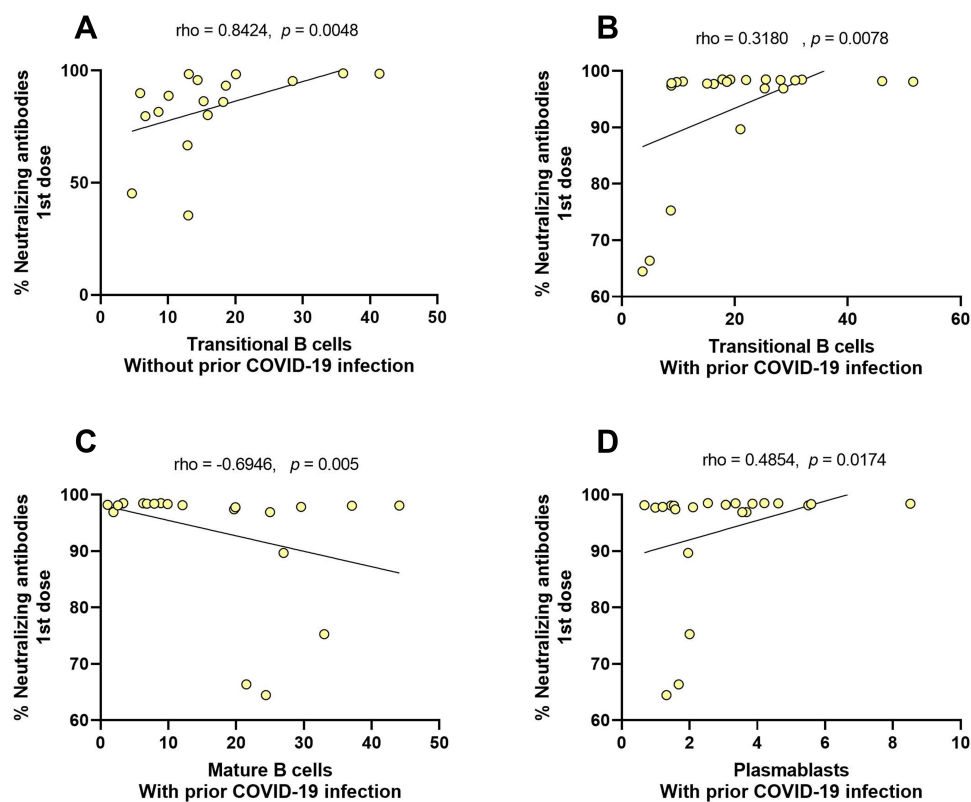 A
rho = 0.8424, p = 0.0048
% Neutralizing antibodies
1st dose
100
50
0
0 10 20 30 40 50
Transitional B cells
Without prior COVID-19 infection
B
rho = 0.3180 , p = 0.0078
% Neutralizing antibodies
1st dose
100
90
80
70
60
0 20 40 60
Transitional B cells
With prior COVID-19 infection
C
rho = -0.6946, p = 0.005
% Neutralizing antibodies
1st dose
100
90
80
70
60
0 10 20 30 40 50
Mature B cells
With prior COVID-19 infection
D
rho = 0.4854, p = 0.0174
% Neutralizing antibodies
1st dose
100
90
80
70
60
0 2 4 6 8 10
Plasmablasts
With prior COVID-19 infection